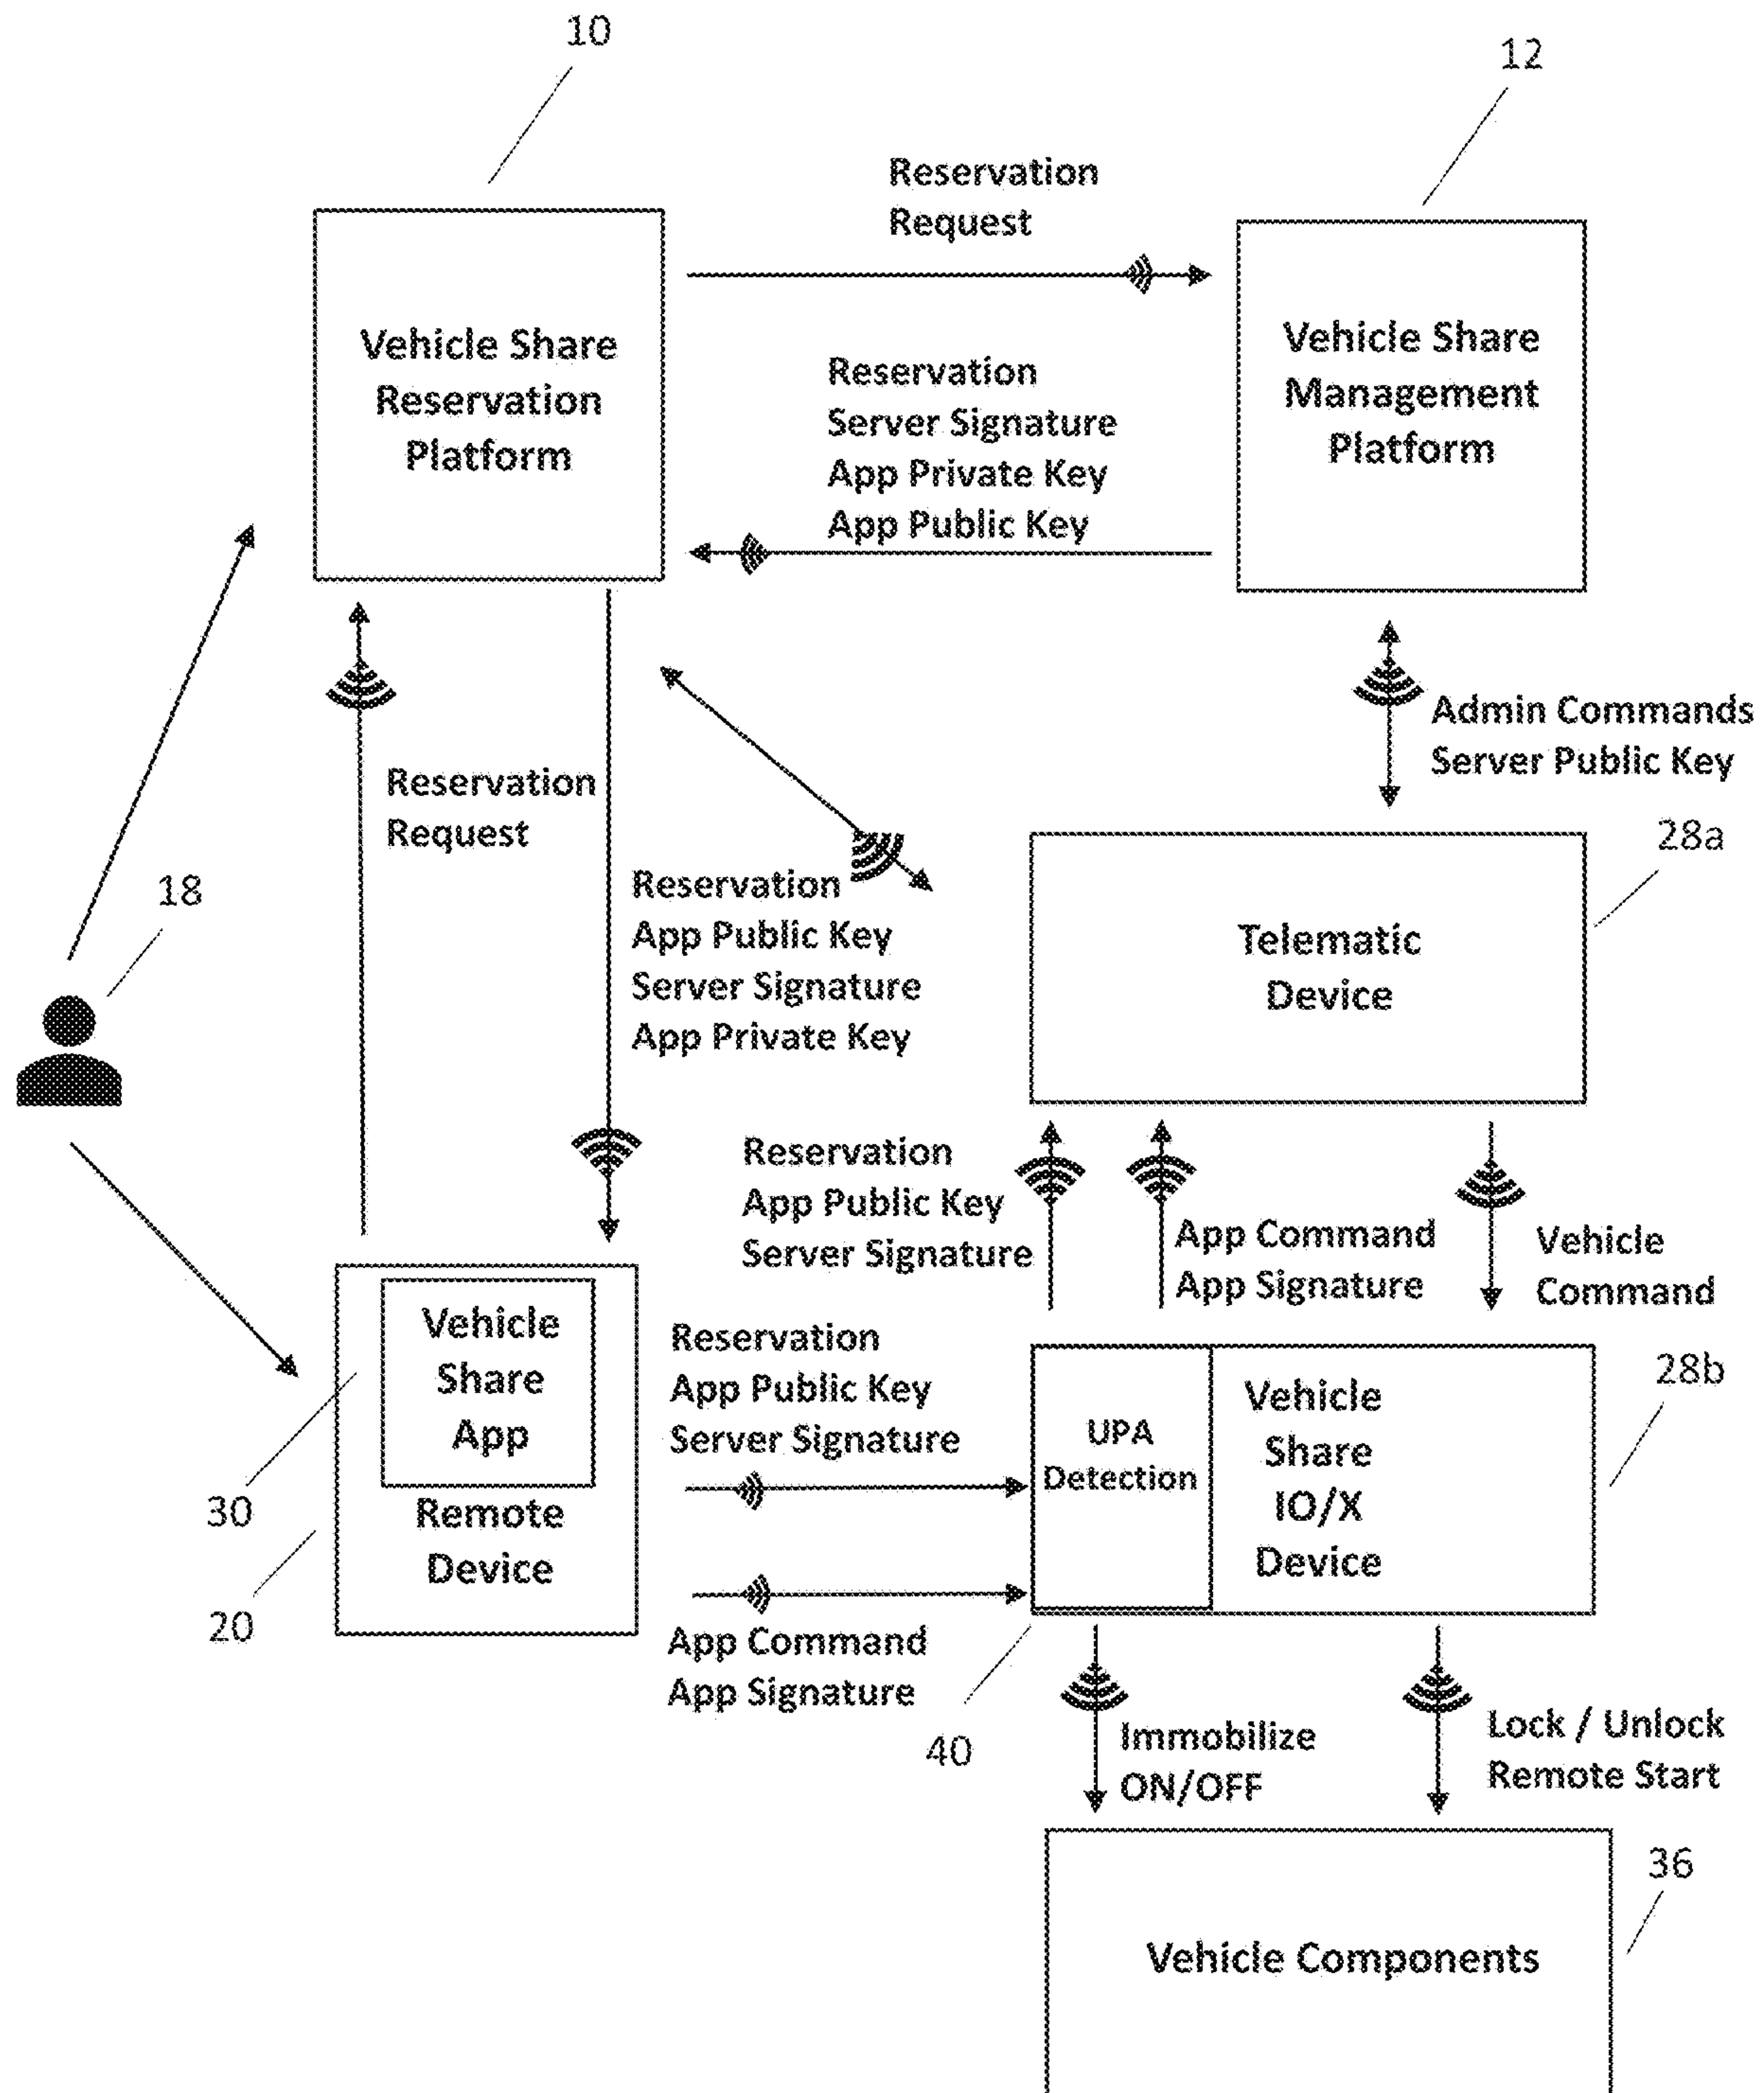 10
12
Reservation
Request
Vehicle Share
Reservation
Platform
Vehicle Share
Management
Platform
Reservation
Server Signature
App Private Key
App Public Key
Admin Commands
Server Public Key
Reservation
Request
28a
18
Reservation
App Public Key
Server Signature
App Private Key
Telematic
Device
Reservation
App Public Key
Server Signature
App Command
App Signature
Vehicle
Command
Vehicle
Share
App
Remote
Device
30
20
Reservation
App Public Key
Server Signature
App Command
App Signature
UPA
Detection
Vehicle
Share
IO/X
Device
28b
40
Immobilize
ON/OFF
Lock / Unlock
Remote Start
36
Vehicle Components